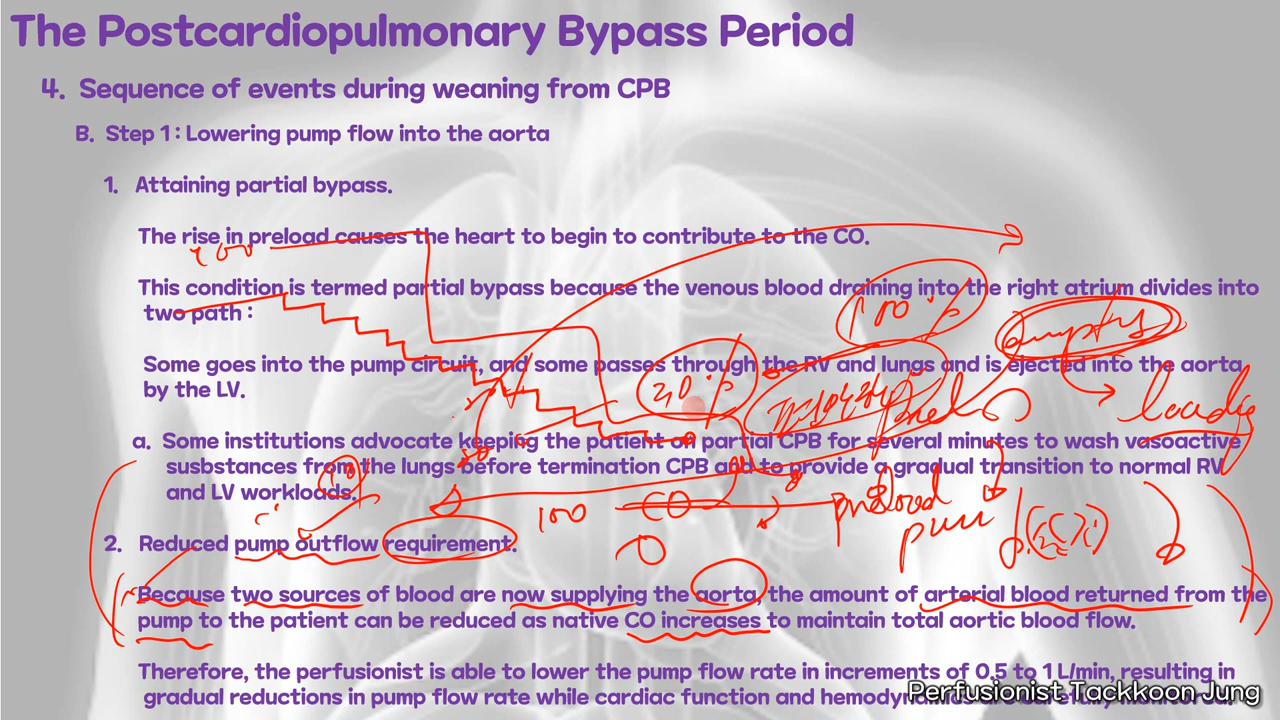 The Postcardiopulmonary Bypass Period
4. Sequence of events during weaning from CPB
B. Step 1 : Lowering pump flow into the aorta
1. Attaining partial bypass.
The rise in preload causes the heart to begin to contribute to the CO.
This condition is termed partial bypass because the venous blood draining into the right atrium divides into
two path :
Some goes into the pump circuit, and some passes through the RV and lungs and is ejected into the aorta
by the LV.
a. Some institutions advocate keeping the patient on partial CPB for several minutes to wash vasoactive
susbstances from the lungs before termination CPB and to provide a gradual transition to normal RV
and LV workloads.
100
CO
preload
2. Reduced pump outflow requirement.
Because two sources of blood are now supplying the aorta, the amount of arterial blood returned from the
pump to the patient can be reduced as native CO increases to maintain total aortic blood flow.
Therefore, the perfusionist is able to lower the pump flow rate in increments of 0.5 to 1 L/min, resulting in
gradual reductions in pump flow rate while cardiac function and
Perfusionist Tackkoon Jung